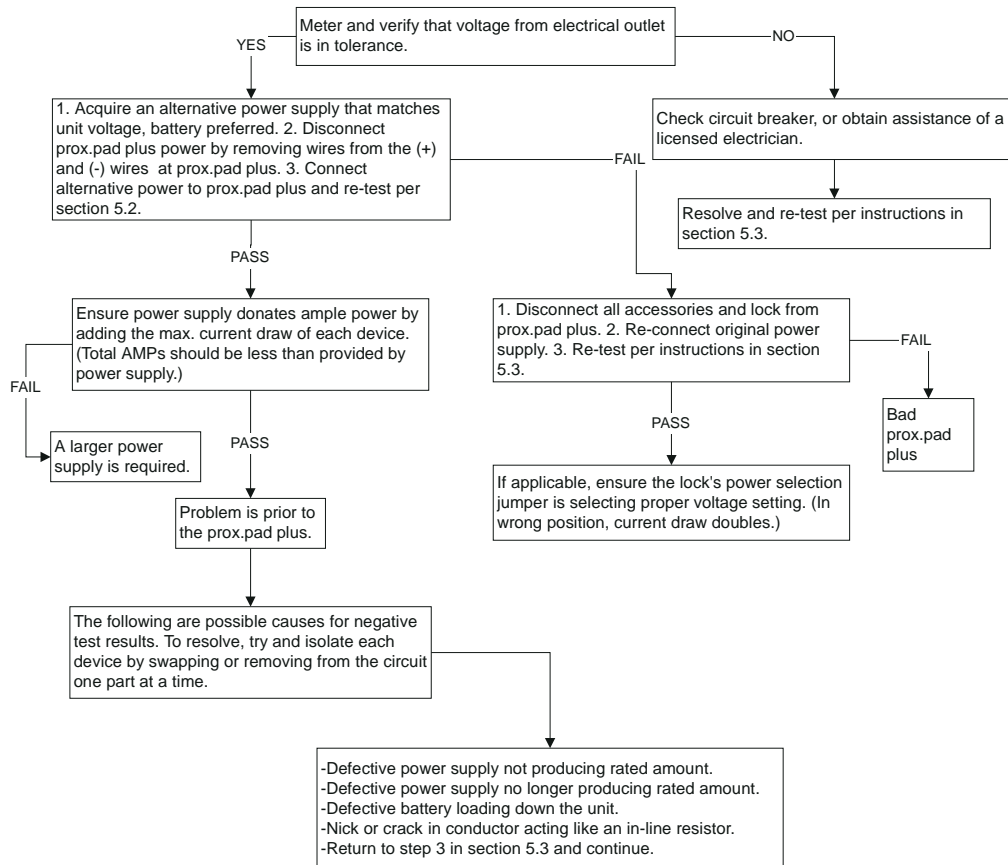 Meter and verify that voltage from electrical outlet
is in tolerance.
YES
NO
1. Acquire an alternative power supply that matches
unit voltage, battery preferred. 2. Disconnect
prox.pad plus power by removing wires from the (+)
and (-) wires at prox.pad plus. 3. Connect
alternative power to prox.pad plus and re-test per
section 5.2.
Check circuit breaker, or obtain assistance of a
licensed electrician.
FAIL
Resolve and re-test per instructions in
section 5.3.
PASS
Ensure power supply donates ample power by
adding the max. current draw of each device.
(Total AMPs should be less than provided by
power supply.)
1. Disconnect all accessories and lock from
prox.pad plus. 2. Re-connect original power
supply. 3. Re-test per instructions in section
5.3.
FAIL
FAIL
Bad
prox.pad
plus
PASS
PASS
A larger power
supply is required.
If applicable, ensure the lock's power selection
jumper is selecting proper voltage setting. (In
wrong position, current draw doubles.)
Problem is prior to
the prox.pad plus.
The following are possible causes for negative
test results. To resolve, try and isolate each
device by swapping or removing from the circuit
one part at a time.
-Defective power supply not producing rated amount.
-Defective power supply no longer producing rated amount.
-Defective battery loading down the unit.
-Nick or crack in conductor acting like an in-line resistor.
-Return to step 3 in section 5.3 and continue.